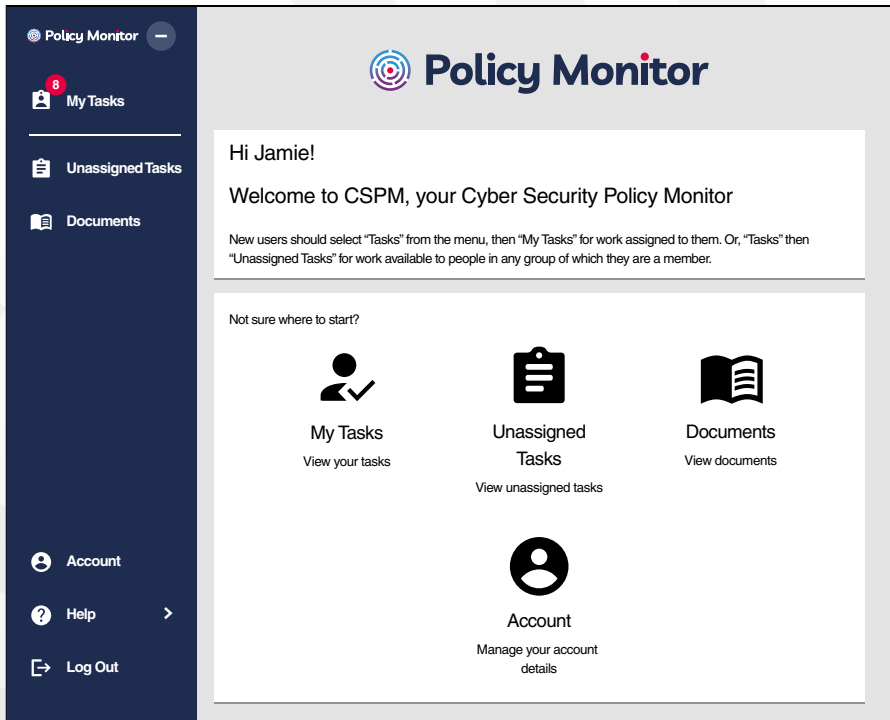 Policy Monitor
8
My Tasks
Unassigned Tasks
Documents
Account
Help
Log Out
Policy Monitor
Hi Jamie!
Welcome to CSPM, your Cyber Security Policy Monitor
New users should select “Tasks” from the menu, then “My Tasks” for work assigned to them. Or, “Tasks” then
“Unassigned Tasks” for work available to people in any group of which they are a member.
Not sure where to start?
My Tasks
View your tasks
Unassigned
Tasks
View unassigned tasks
Documents
View documents
Account
Manage your account
details